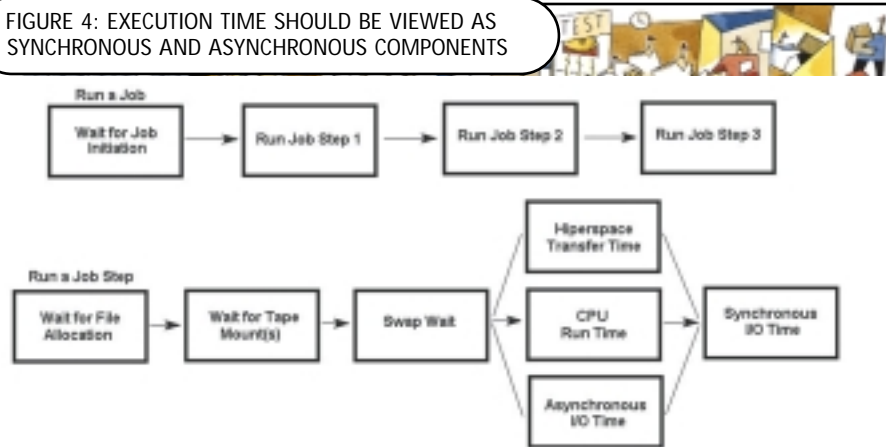 FIGURE 4: EXECUTION TIME SHOULD BE VIEWED AS
SYNCHRONOUS AND ASYNCHRONOUS COMPONENTS
TEST
Run a Job
Wait for Job
Initiation
Run Job Step 1
Run Job Step 2
Run Job Step 3
Run a Job Step
Wait for File
Allocation
Wait for Tape
Mount(s)
Swap Wait
Hiperspace
Transfer Time
CPU
Run Time
Asynchronous
I/O Time
Synchronous
I/O Time